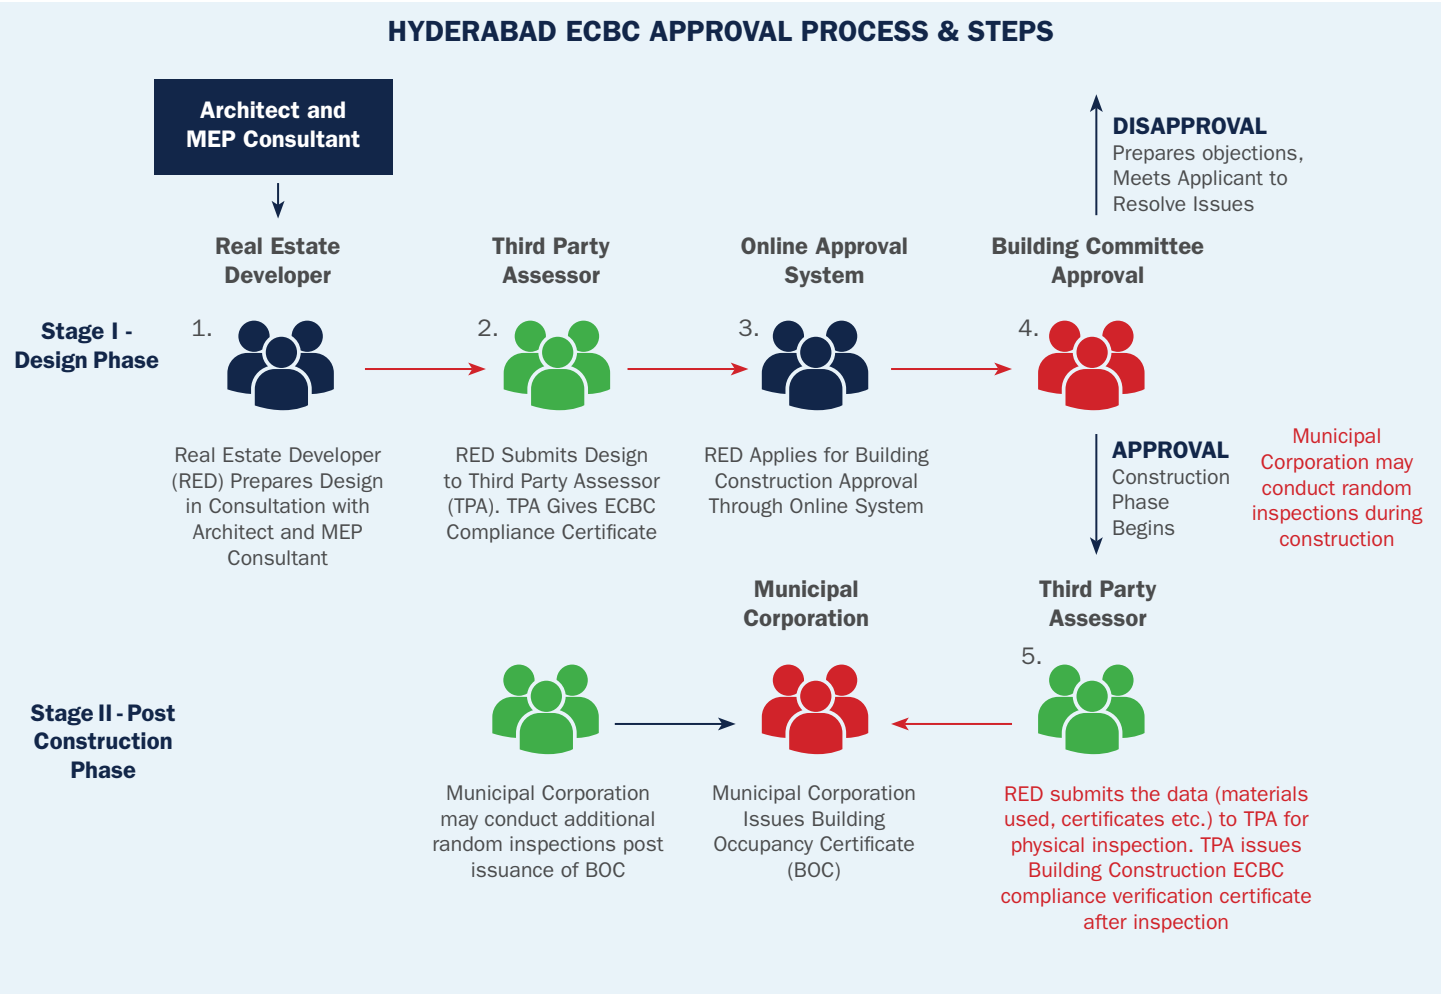 HYDERABAD ECBC APPROVAL PROCESS & STEPS
Architect and
MEP Consultant
DISAPPROVAL
Prepares objections,
Meets Applicant to
Resolve Issues
Real Estate
Developer
Third Party
Assessor
Online Approval
System
Building Committee
Approval
Stage I -
Design Phase
1.
2.
3.
4.
Real Estate Developer
(RED) Prepares Design
in Consultation with
Architect and MEP
Consultant
RED Submits Design
to Third Party Assessor
(TPA). TPA Gives ECBC
Compliance Certificate
RED Applies for Building
Construction Approval
Through Online System
APPROVAL
Construction
Phase
Begins
Municipal
Corporation may
conduct random
inspections during
construction
Municipal
Corporation
Third Party
Assessor
5.
Stage II - Post
Construction
Phase
Municipal Corporation
may conduct additional
random inspections post
issuance of BOC
Municipal Corporation
Issues Building
Occupancy Certificate
(BOC)
RED submits the data (materials
used, certificates etc.) to TPA for
physical inspection. TPA issues
Building Construction ECBC
compliance verification certificate
after inspection